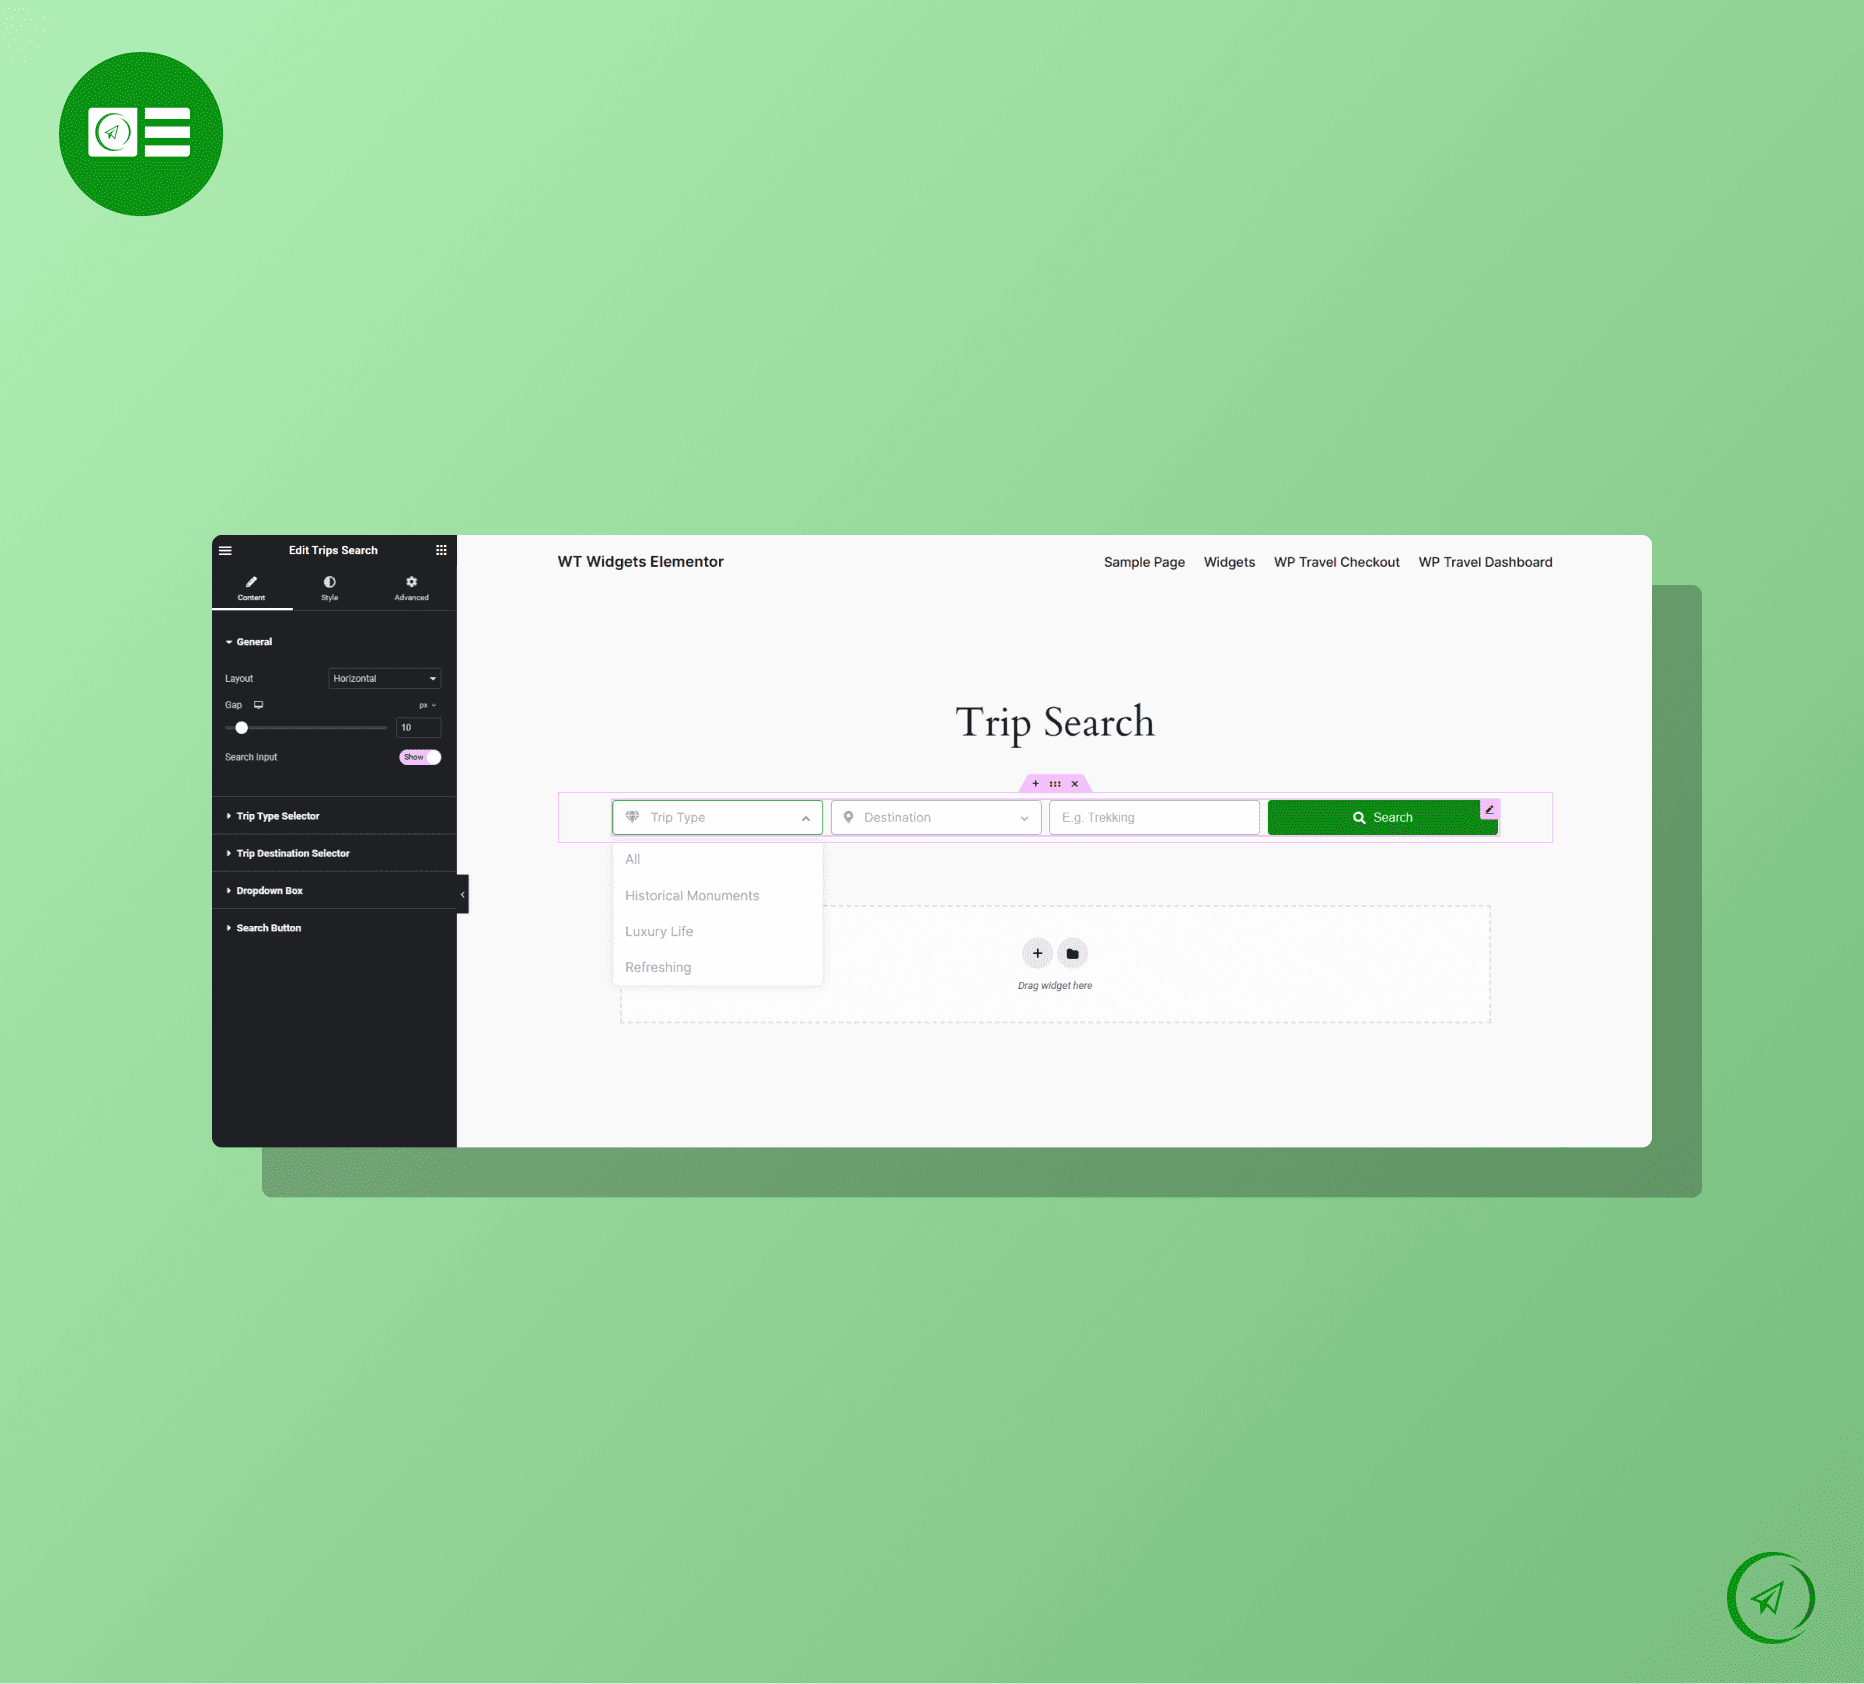 Edit Trips Search
Content Style Advanced
General
Layout Horizontal
Gap px
10
Search Input Show
Trip Type Selector
Trip Destination Selector
Dropdown Box
Search Button
WT Widgets Elementor Sample Page Widgets WP Travel Checkout WP Travel Dashboard
Trip Search
Trip Type Destination E.g. Trekking Search
All
Historical Monuments
Luxury Life
Refreshing
Drag widget here